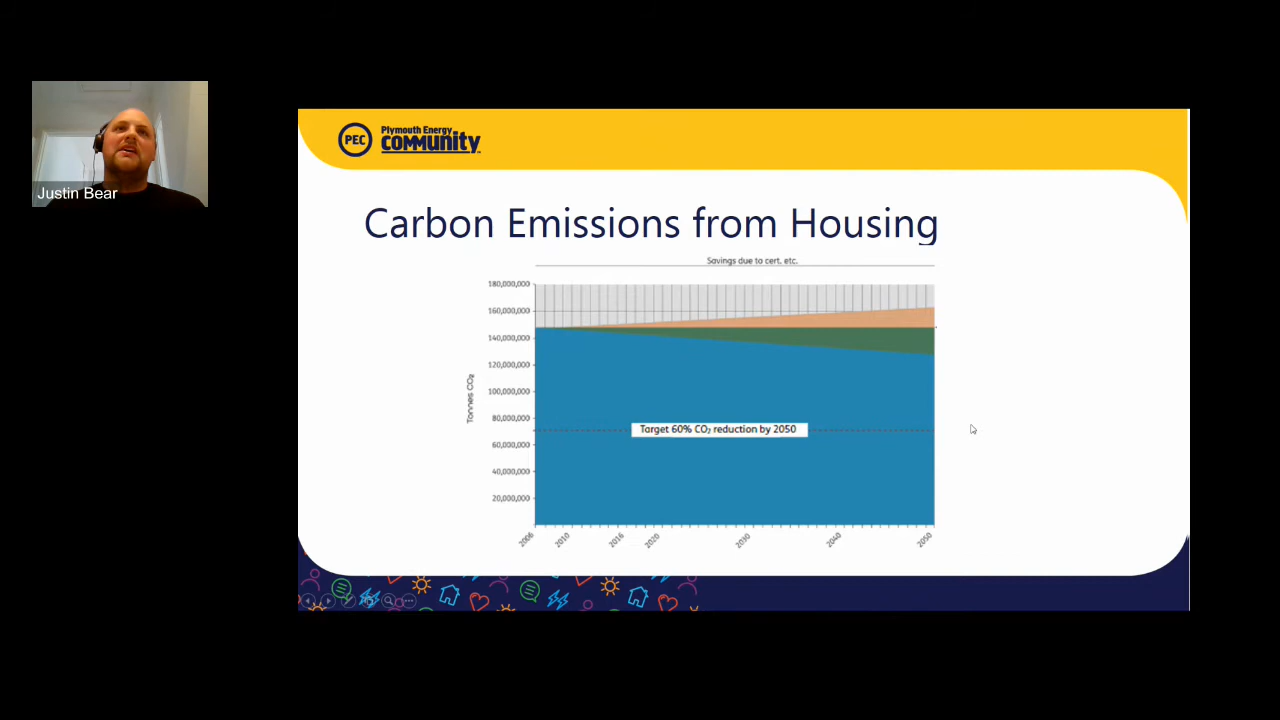 PEC
Plymouth Energy
community
Justin Bear
Carbon Emissions from Housing
Savings due to cert. etc.
180,000,000
160,000,000
140,000,000
120,000,000
100,000,000
80,000,000
60,000,000
40,000,000
20,000,000
Tonnes CO₂
Target 60% CO₂ reduction by 2050
2006
2010
2016
2020
2030
2040
2050